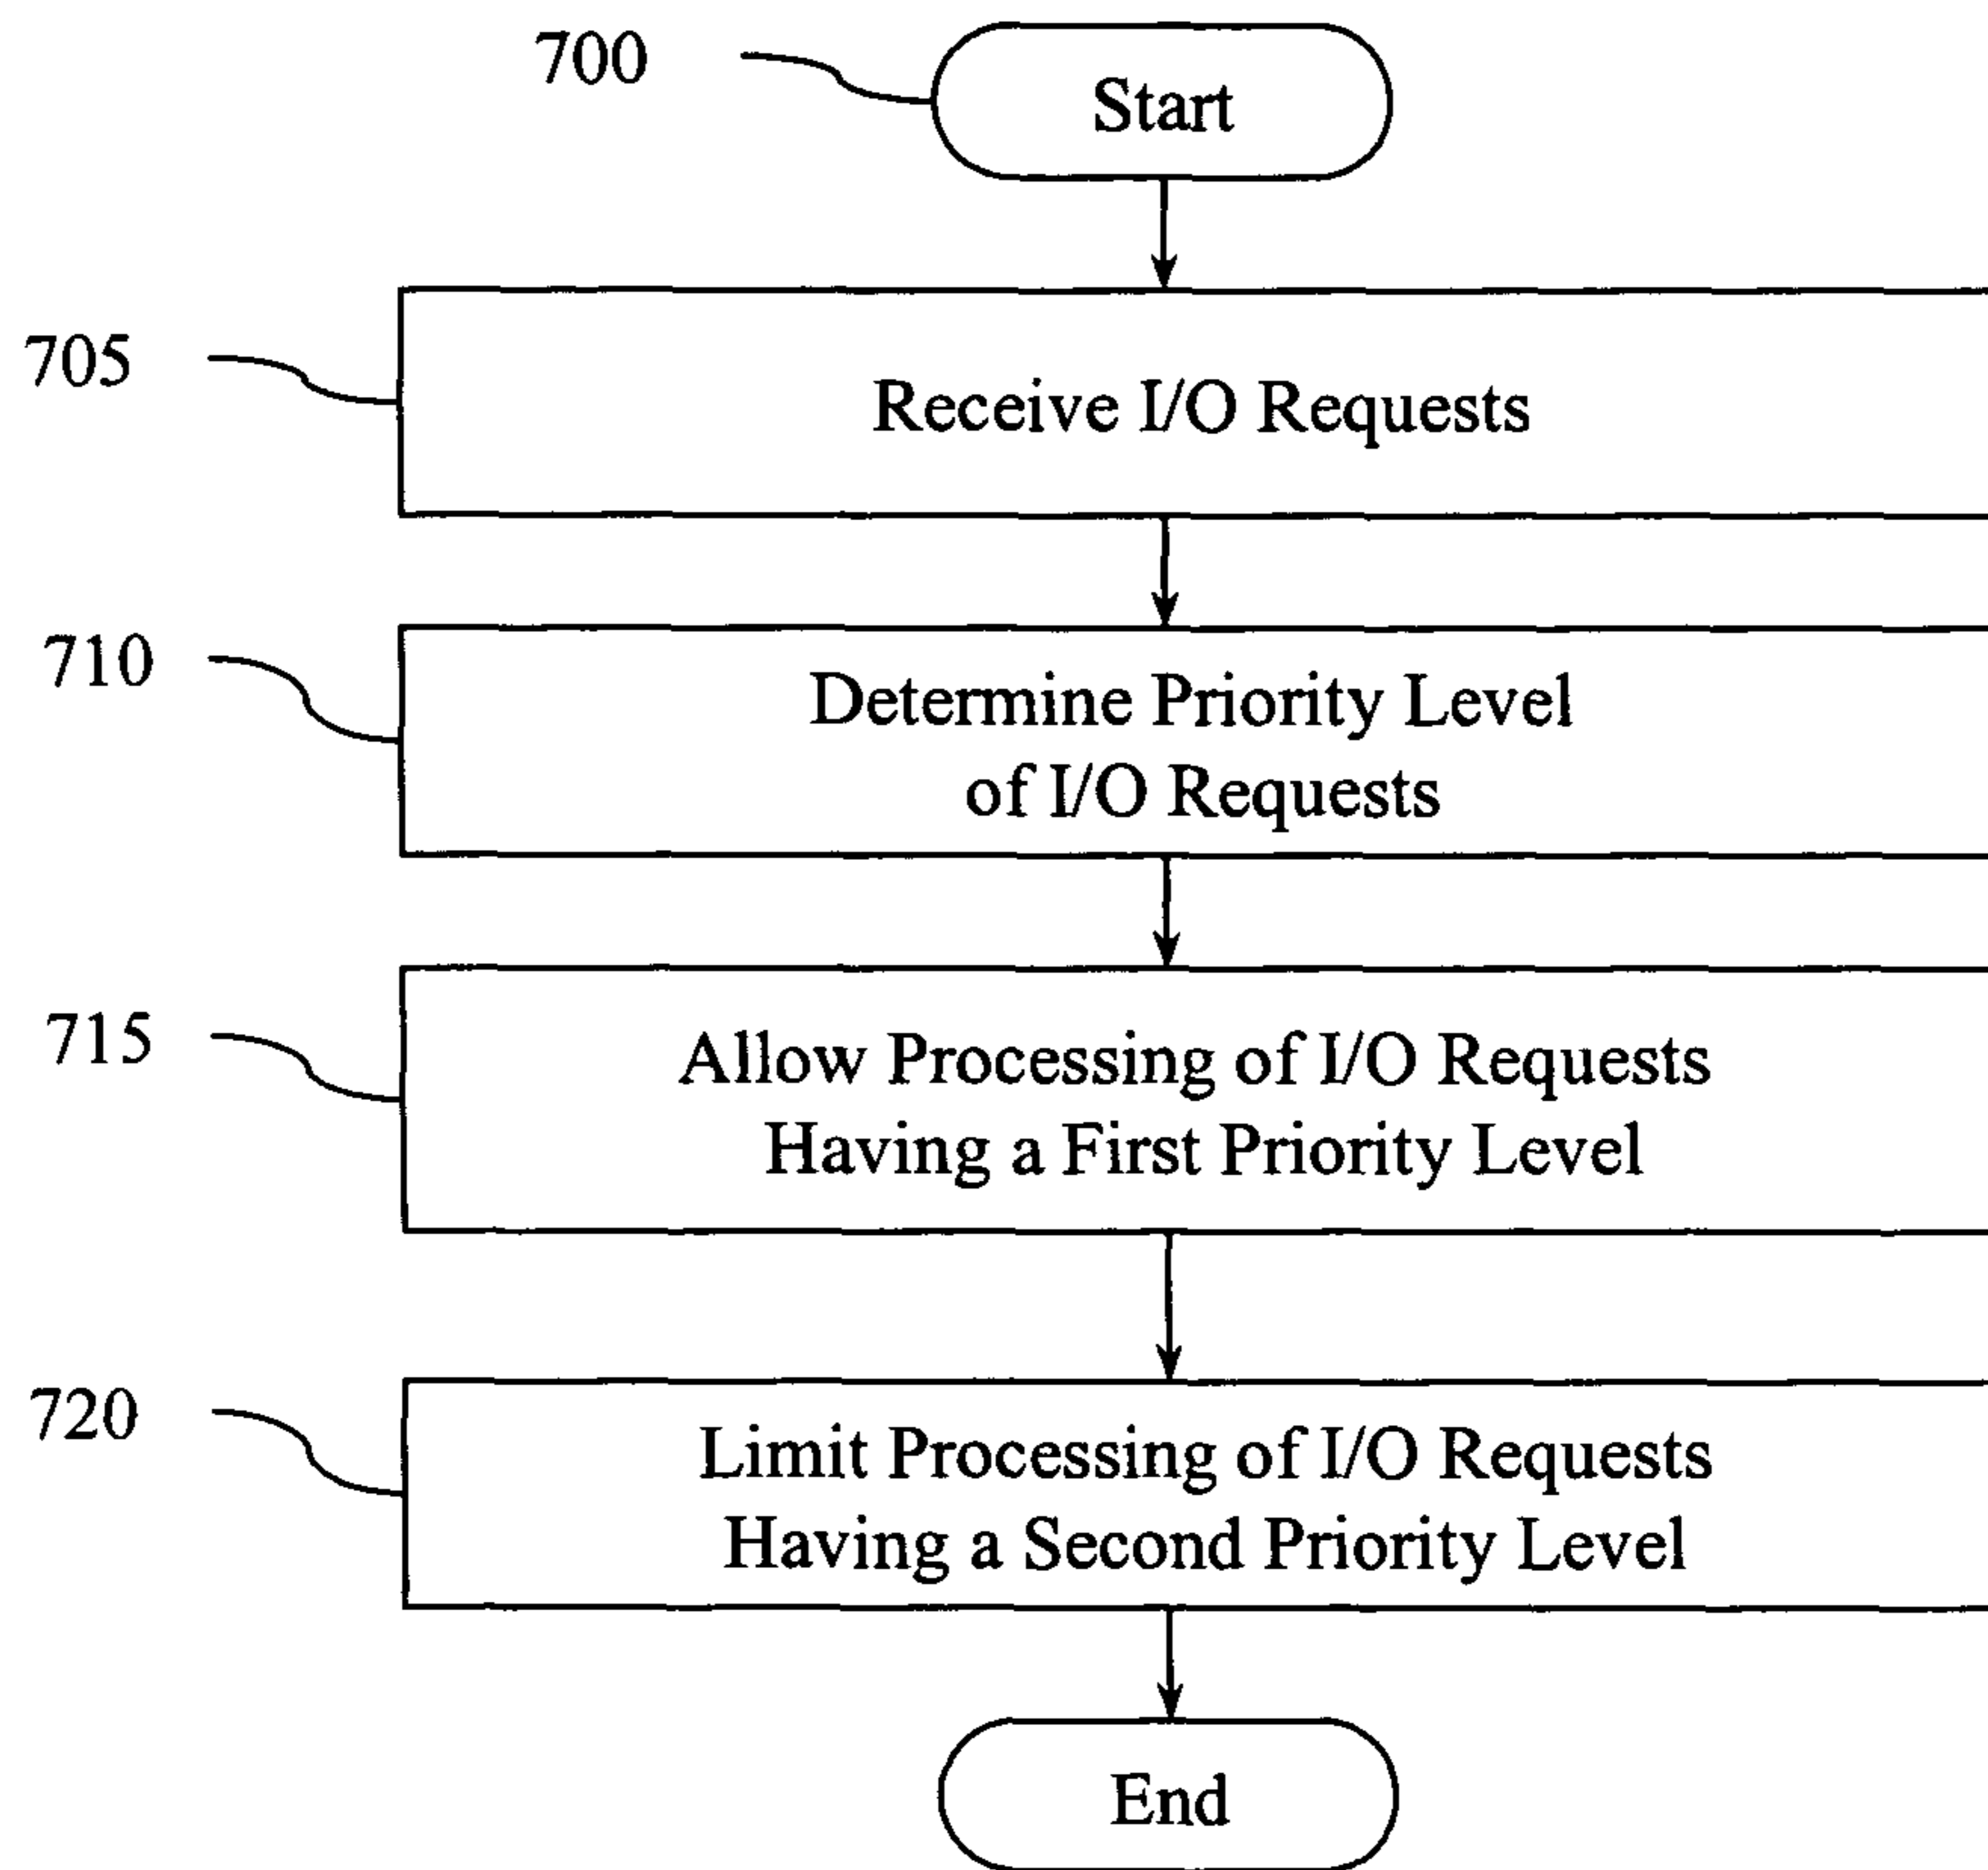 700
Start
705
Receive I/O Requests
710
Determine Priority Level
of I/O Requests
715
Allow Processing of I/O Requests
Having a First Priority Level
720
Limit Processing of I/O Requests
Having a Second Priority Level
End